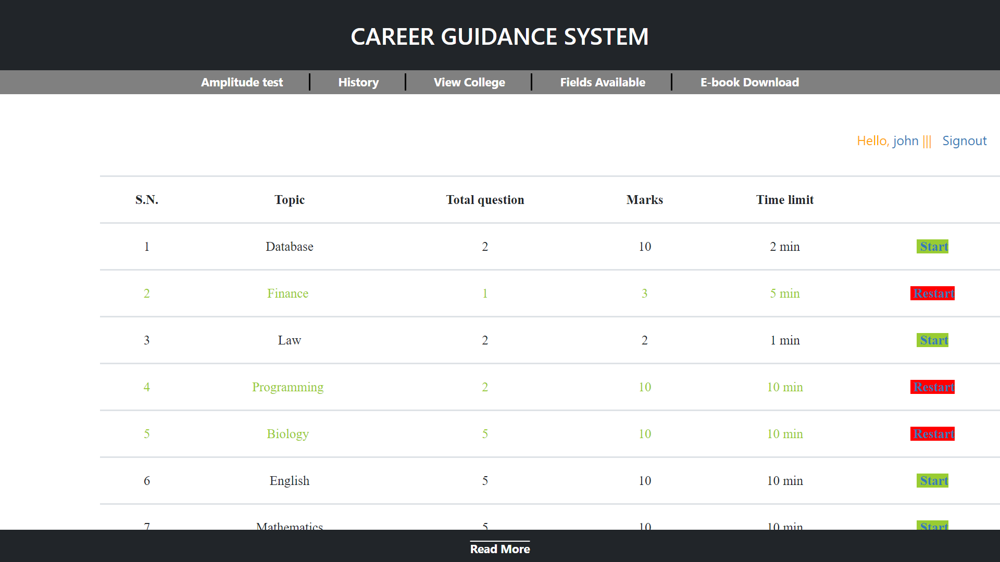 CAREER GUIDANCE SYSTEM
Amplitude test History View College Fields Available E-book Download
Hello, john ||| Signout
S.N. Topic Total question Marks Time limit
1 Database 2 10 2 min Start
2 Finance 1 3 5 min Restart
3 Law 2 2 1 min Start
4 Programming 2 10 10 min Restart
5 Biology 5 10 10 min Restart
6 English 5 10 10 min Start
7 Mathematics 5 10 10 min Start
Read More